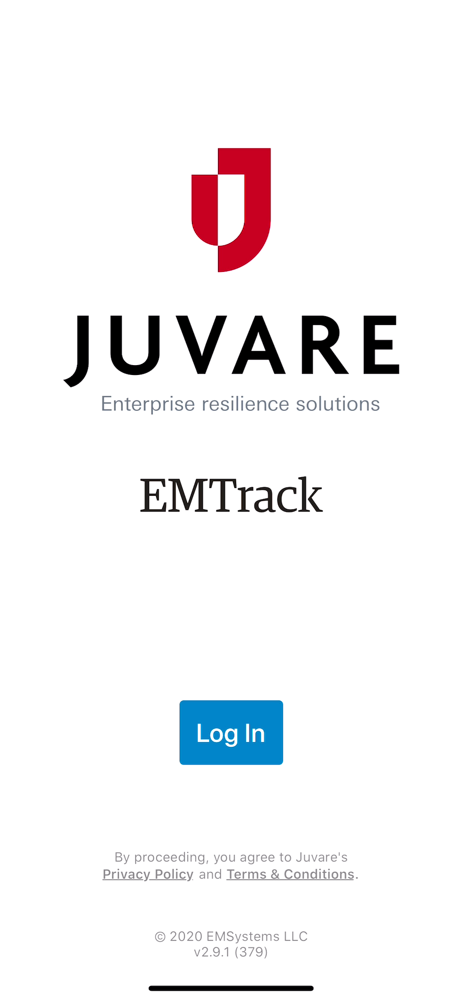 JUVARE
Enterprise resilience solutions
EMTrack
Log In
By proceeding, you agree to Juvare's
Privacy Policy and Terms & Conditions.
© 2020 EMSystems LLC
v2.9.1 (379)